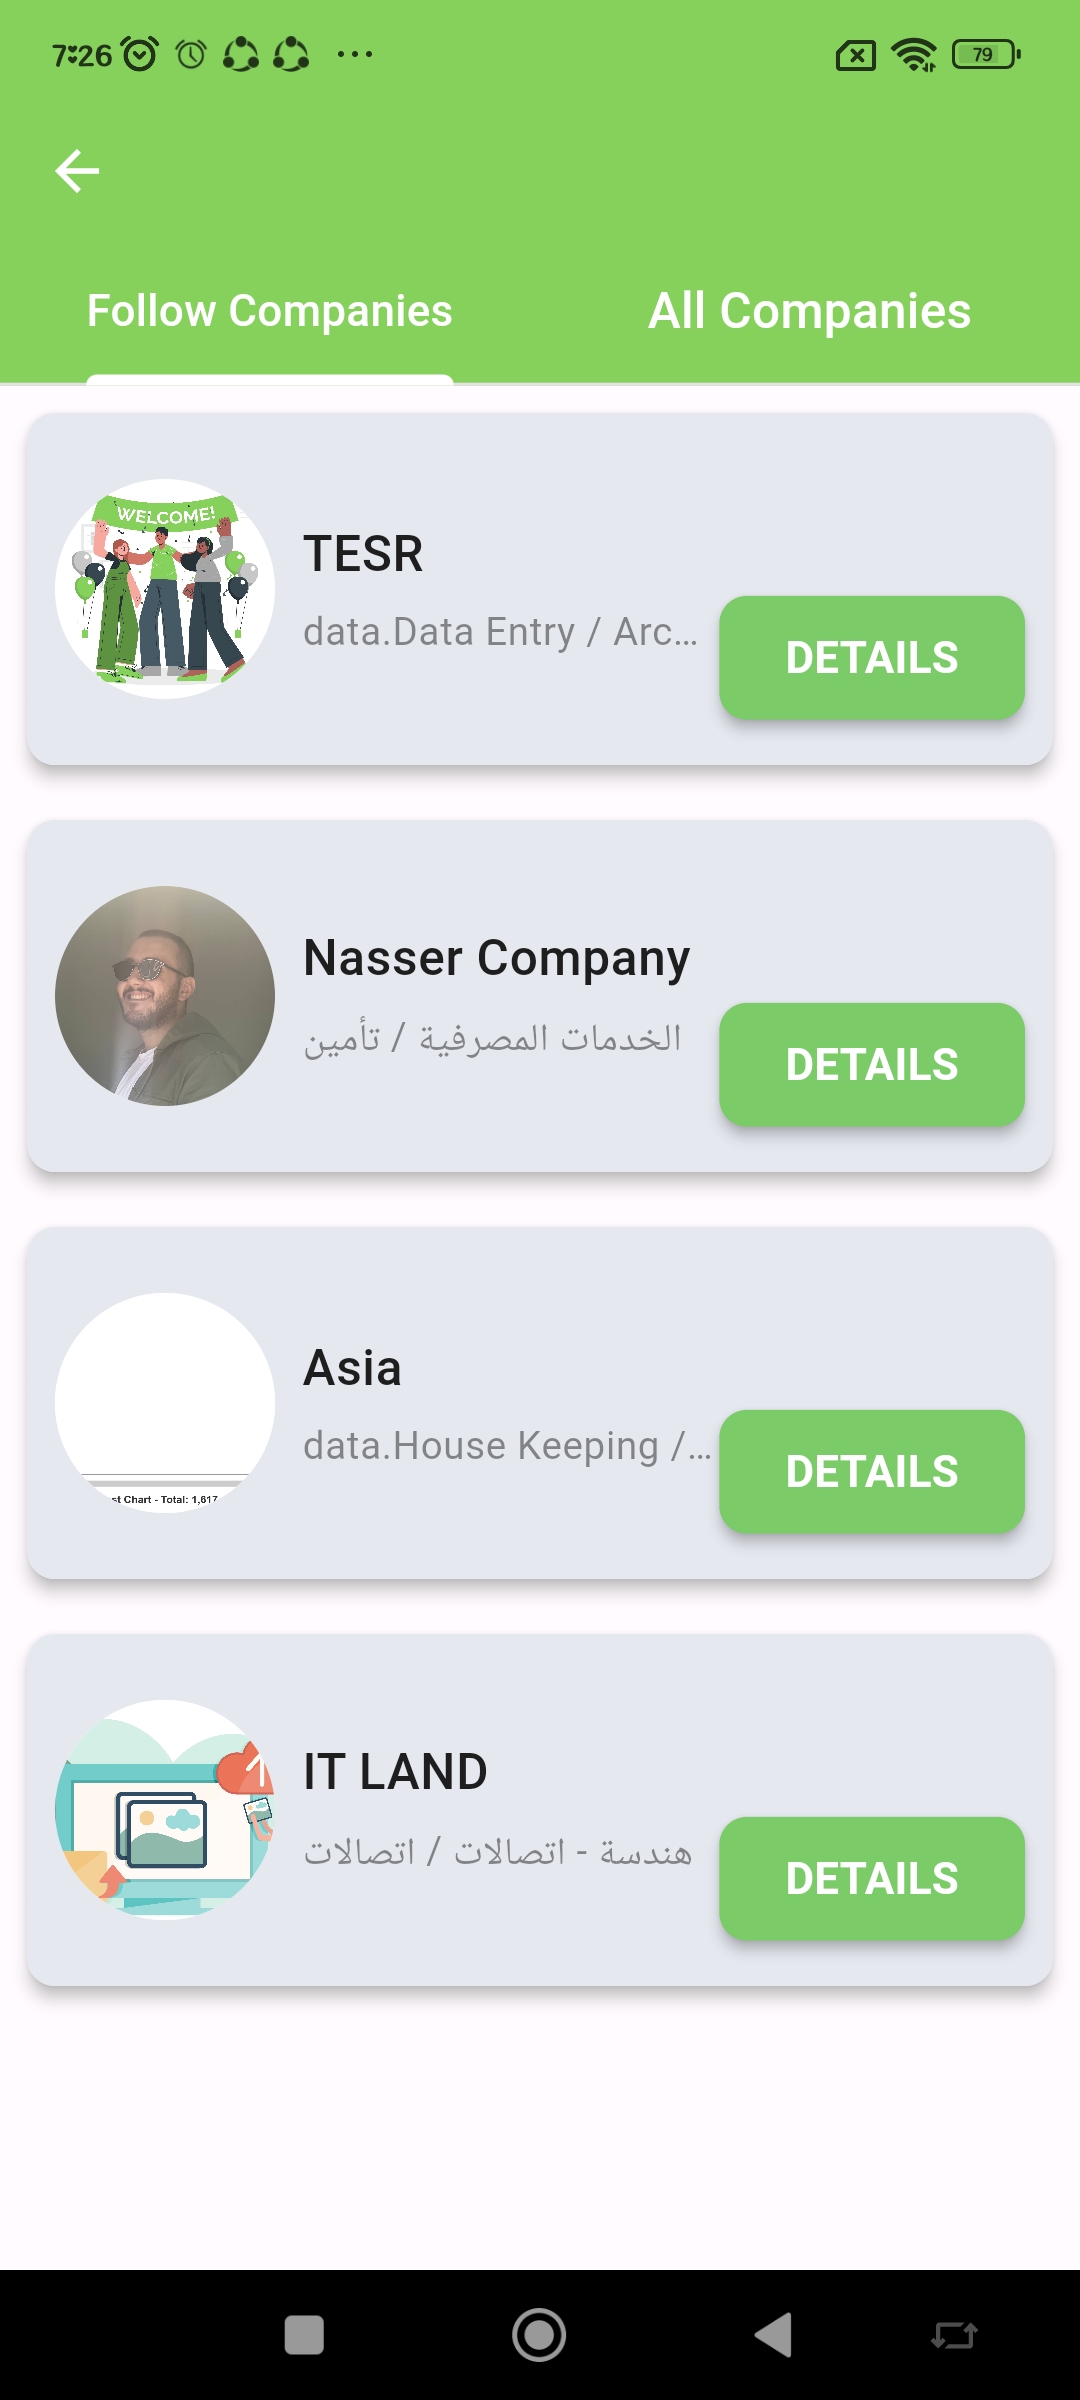 7:26
79
Follow Companies
All Companies
WELCOME!
TESR
data.Data Entry / Arc...
DETAILS
Nasser Company
الخدمات المصرفية / تأمين
DETAILS
Asia
data.House Keeping /...
DETAILS
st Chart - Total: 1,617
IT LAND
هندسة - اتصالات / اتصالات
DETAILS